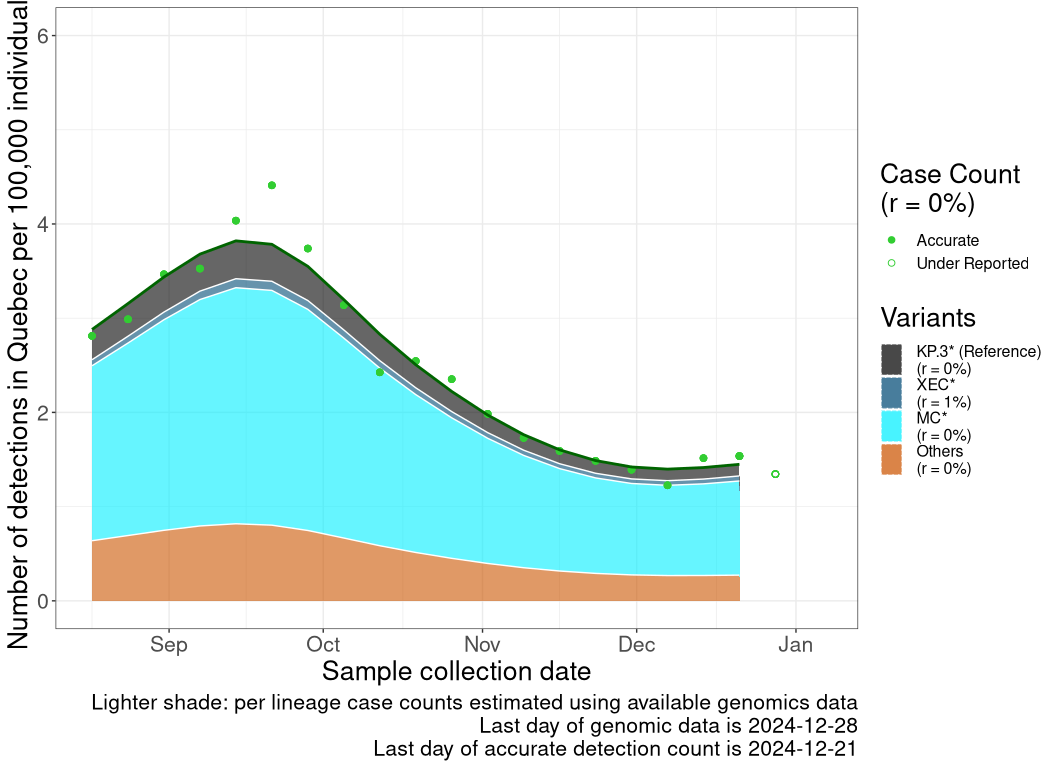 Number of detections in Quebec per 100,000 individual
6
4
2
0
Sep
Oct
Nov
Dec
Jan
Sample collection date
Lighter shade: per lineage case counts estimated using available genomics data
Last day of genomic data is 2024-12-28
Last day of accurate detection count is 2024-12-21
Case Count
(r = 0%)
Accurate
Under Reported
Variants
KP.3* (Reference)
(r = 0%)
XEC*
(r = 1%)
MC*
(r = 0%)
Others
(r = 0%)